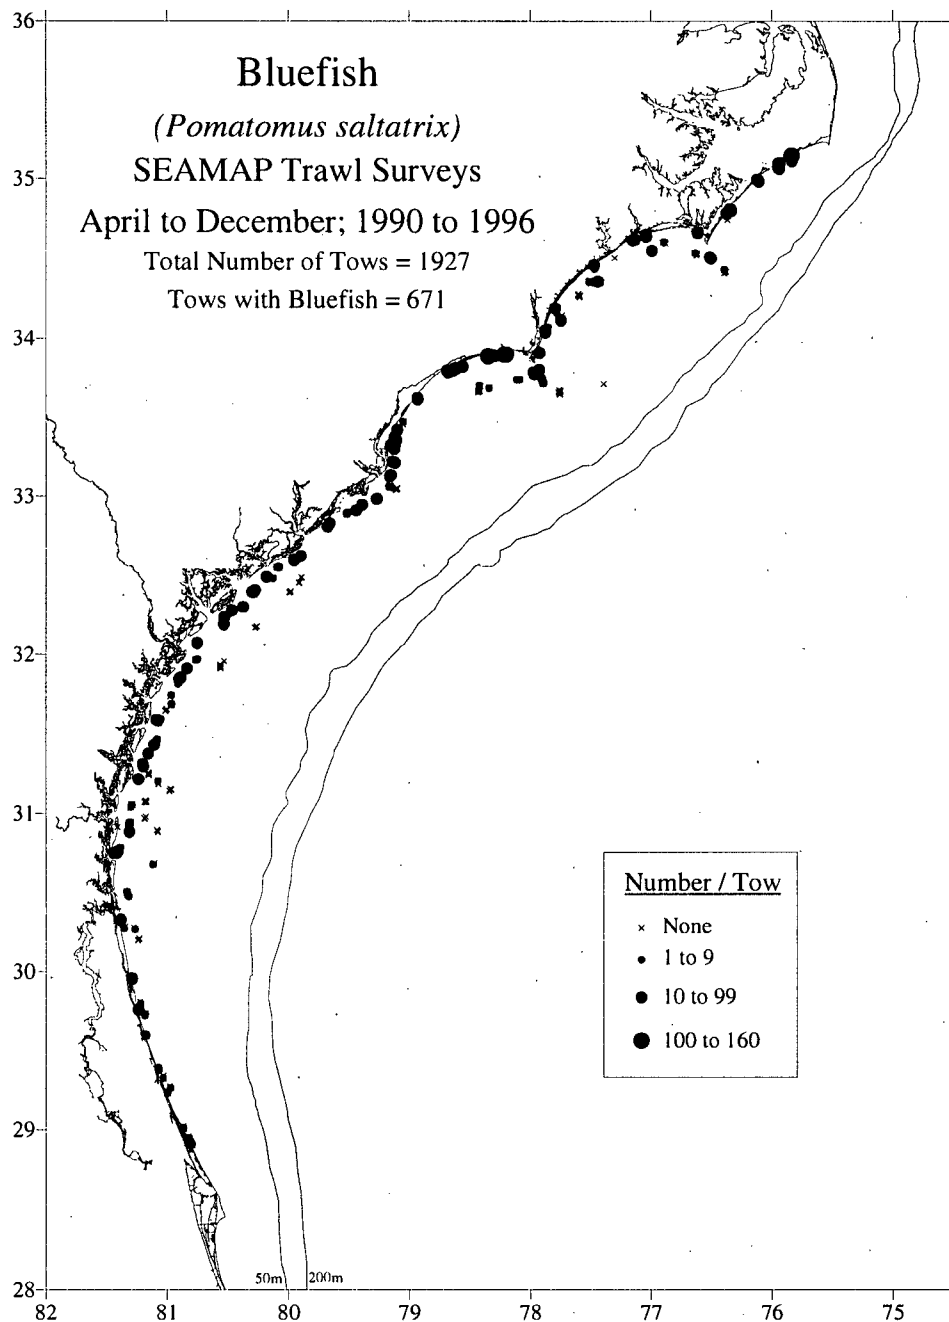 Bluefish
(Pomatomus saltatrix)
SEAMAP Trawl Surveys
April to December; 1990 to 1996
Total Number of Tows = 1927
Tows with Bluefish = 671
36
35
34
33
32
31
30
29
28
Number / Tow
None
1 to 9
10 to 99
100 to 160
50m 200m
82 81 80 79 78 77 76 75